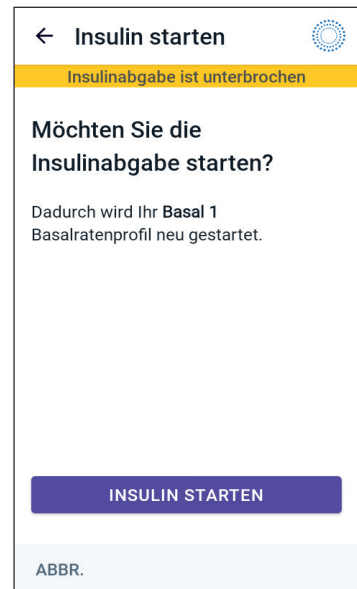 Insulin starten
Insulinabgabe ist unterbrochen
Möchten Sie die
Insulinabgabe starten?
Dadurch wird Ihr Basal 1
Basalratenprofil neu gestartet.
INSULIN STARTEN
ABBR.